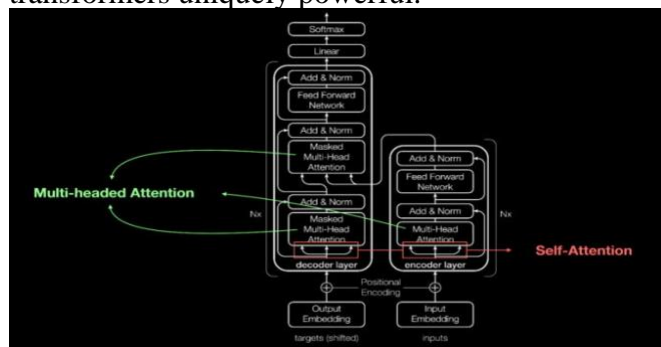 transformers uniquely powerful.
Softmax
Linear
Add & Norm
Feed Forward
Network
Add & Norm
Masked
Multi-Head
Attention
Add & Norm
Masked
Multi-Head
Attention
decoder layer
Nx
Add & Norm
Feed Forward
Network
Add & Norm
Multi-Head
Attention
encoder layer
Nx
Multi-headed Attention
Self-Attention
Positional
Encoding
Output
Embedding
Input
Embedding
targets (shifted)
inputs